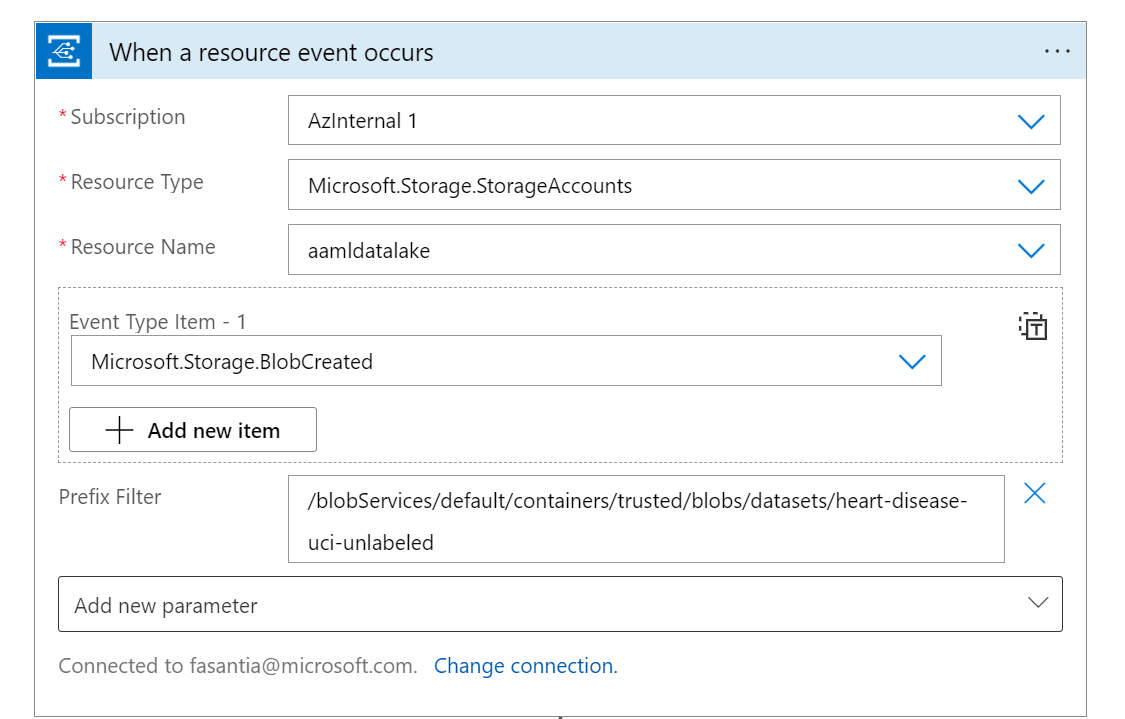 When a resource event occurs
* Subscription
AzInternal 1
* Resource Type
Microsoft.Storage.StorageAccounts
* Resource Name
aamldatalake
Event Type Item - 1
Microsoft.Storage.BlobCreated
Add new item
Prefix Filter
/blobServices/default/containers/trusted/blobs/datasets/heart-disease-
uci-unlabeled
Add new parameter
Connected to fasantia@microsoft.com. Change connection.